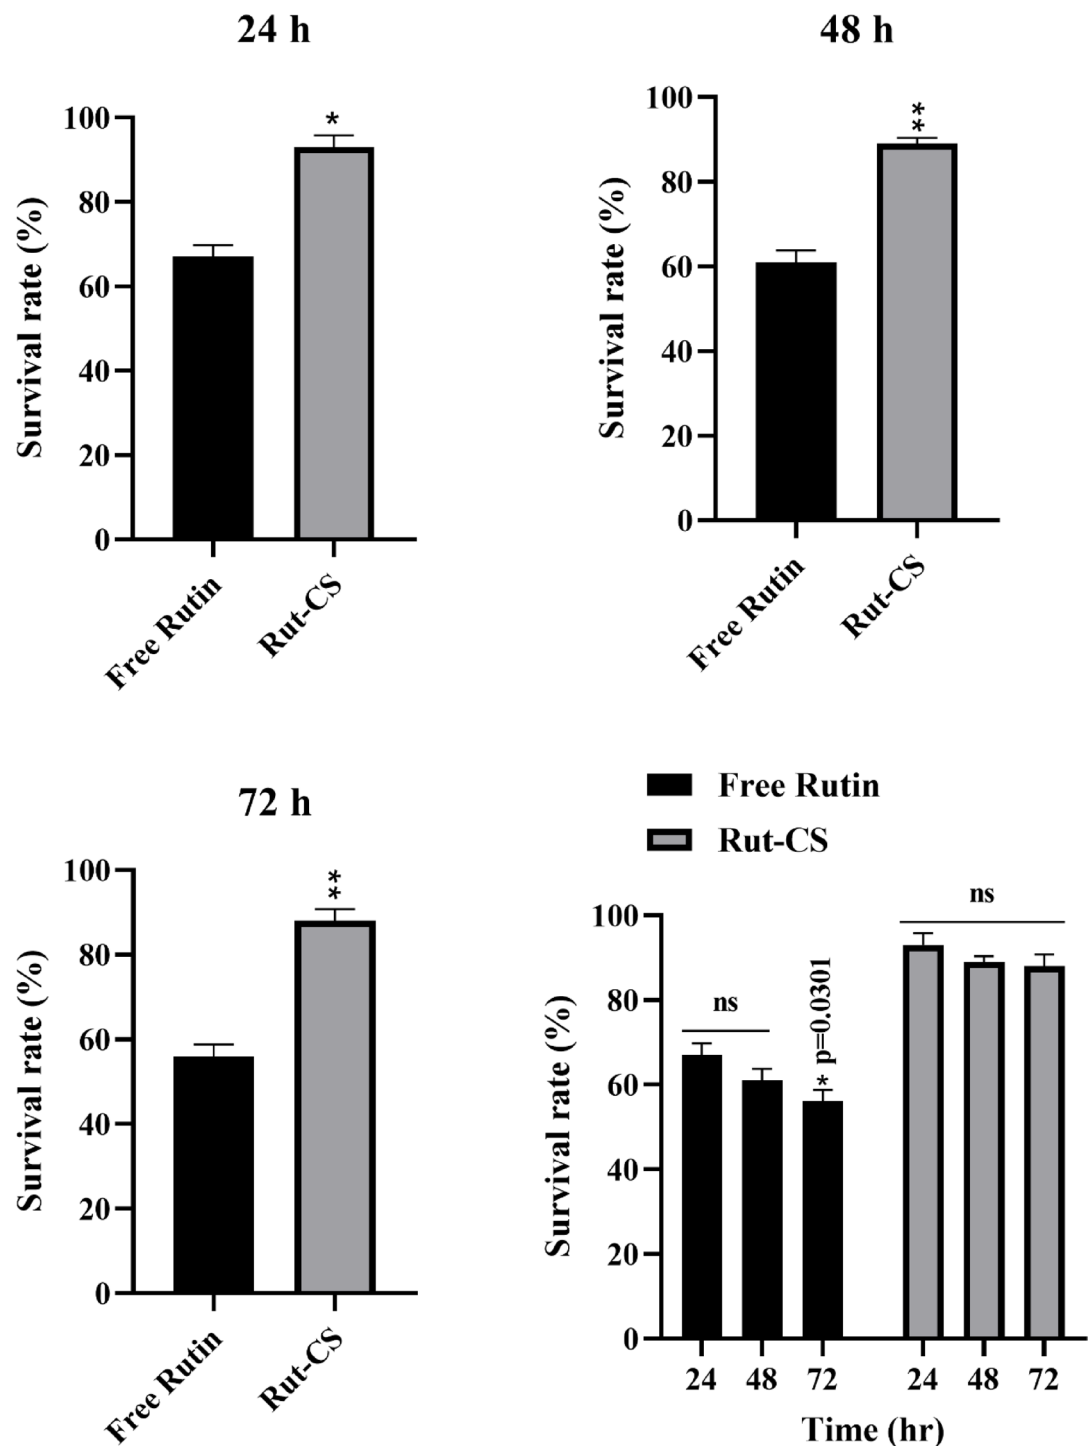 24 h
*
100
80
60
40
20
0
Survival rate (%)
Free Rutin
Rut-CS
48 h
**
100
80
60
40
20
0
Survival rate (%)
Free Rutin
Rut-CS
72 h
**
100
80
60
40
20
0
Survival rate (%)
Free Rutin
Rut-CS
Free Rutin
Rut-CS
ns
ns
* p=0.0301
100
80
60
40
20
0
Survival rate (%)
24 48 72 24 48 72
Time (hr)